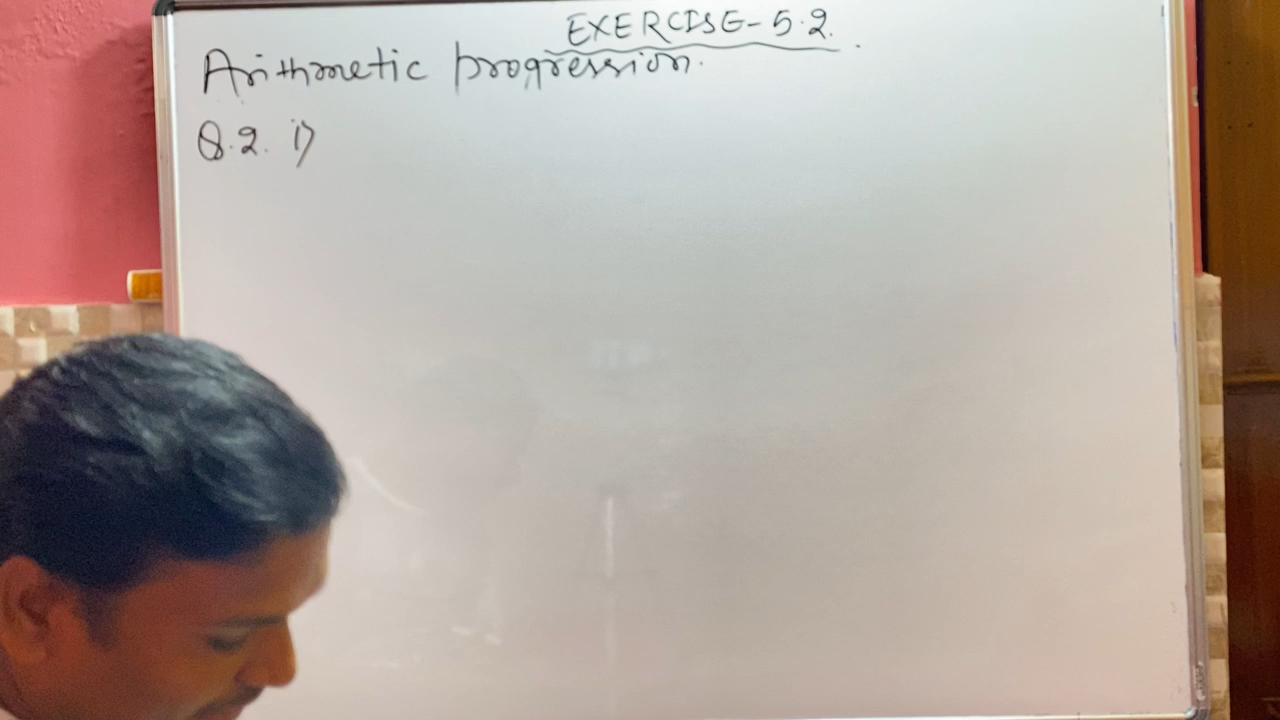 EXERCISE-5.2.
Arithmetic progression.
Q.2. i)